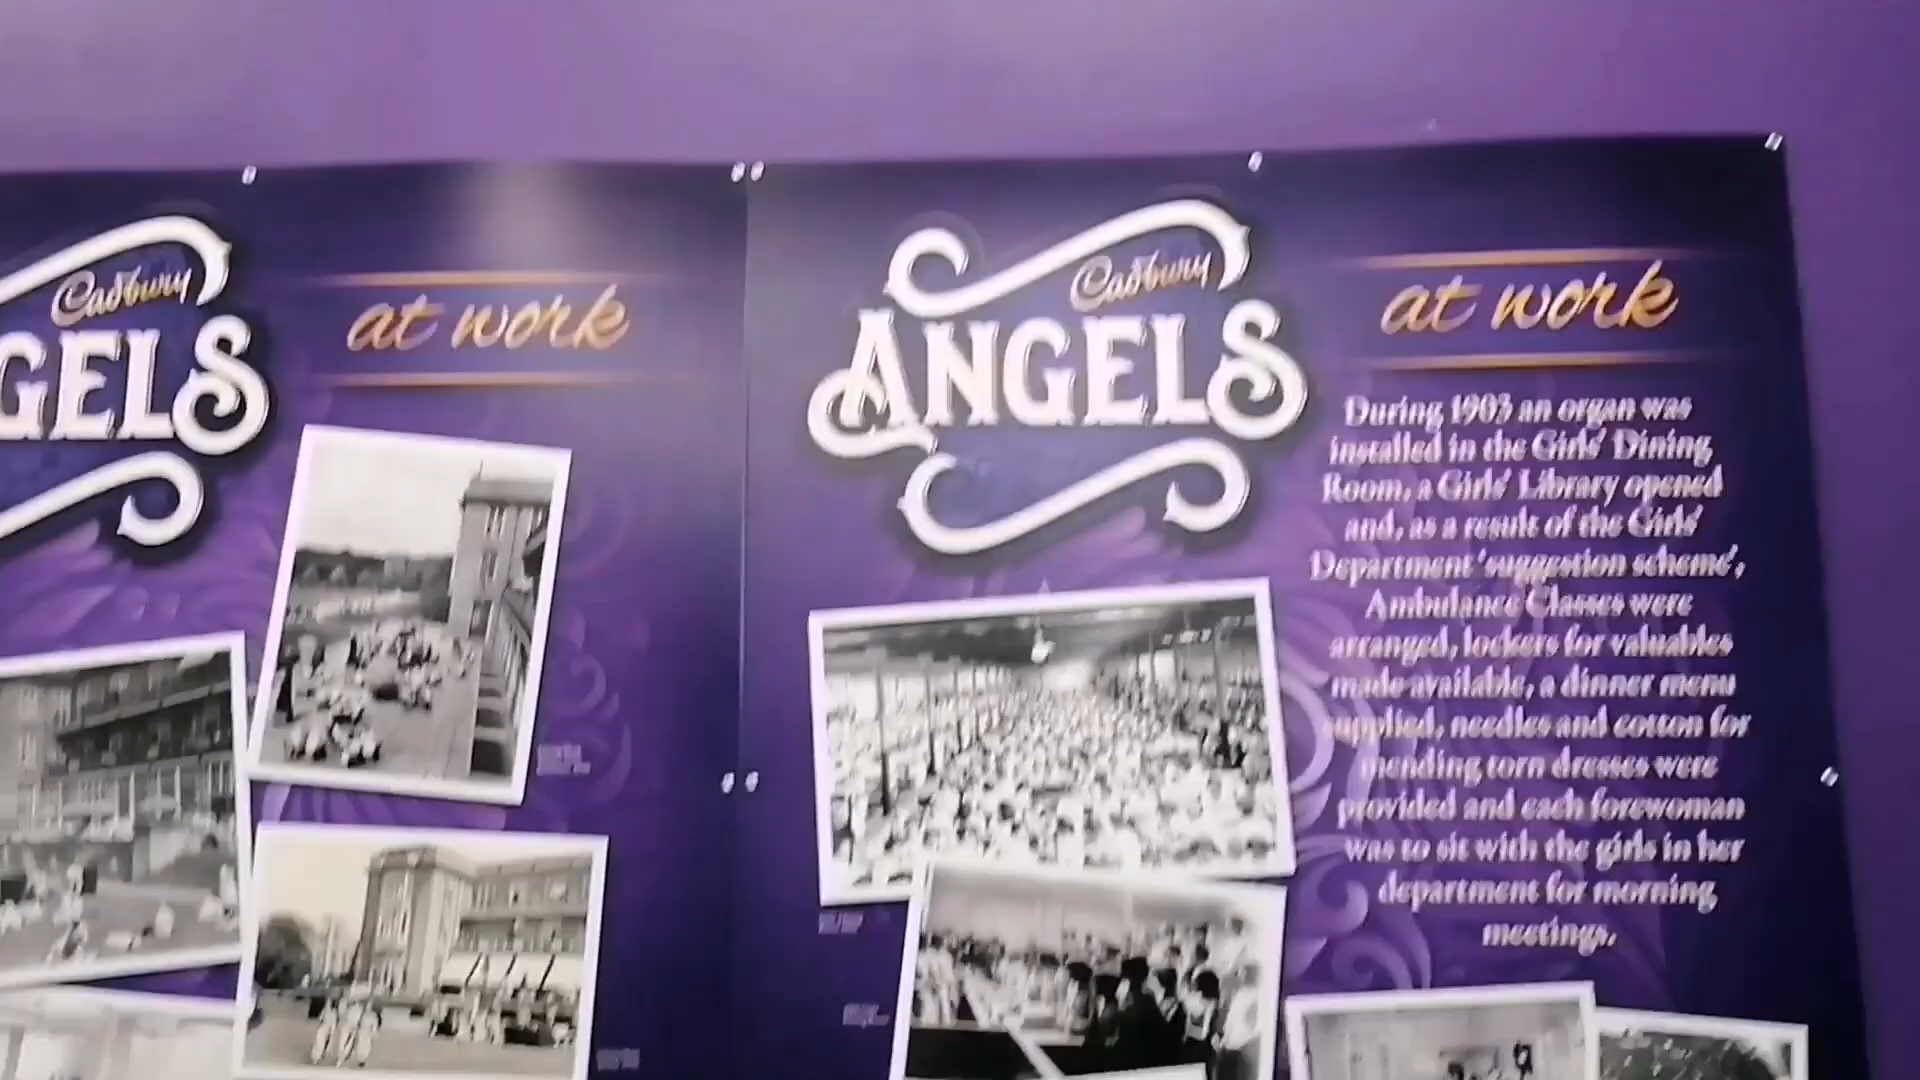 Cadbury
GELS
at work
Cadbury
ANGELS
at work
During 1903 an organ was
installed in the Girls' Dining
Room, a Girls' Library opened
and, as a result of the Girls'
Department 'suggestion scheme',
Ambulance Classes were
arranged, lockers for valuables
made available, a dinner menu
supplied, needles and cotton for
mending torn dresses were
provided and each forewoman
was to sit with the girls in her
department for morning
meetings.